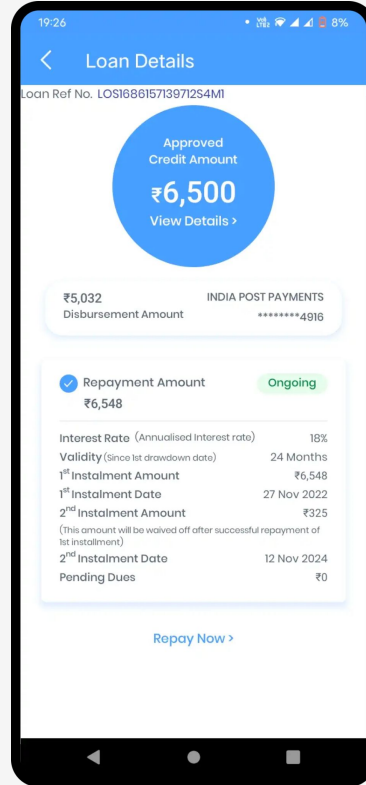 19:26
Vo) LTE2 8%
Loan Details
Loan Ref No. LOS1686157139712S4M1
Approved
Credit Amount
₹6,500
View Details >
₹5,032 INDIA POST PAYMENTS
Disbursement Amount ********4916
Repayment Amount Ongoing
₹6,548
Interest Rate (Annualised Interest rate) 18%
Validity (Since 1st drawdown date) 24 Months
1st Instalment Amount ₹6,548
1st Instalment Date 27 Nov 2022
2nd Instalment Amount ₹325
(This amount will be waived off after successful repayment of
1st installment)
2nd Instalment Date 12 Nov 2024
Pending Dues ₹0
Repay Now >